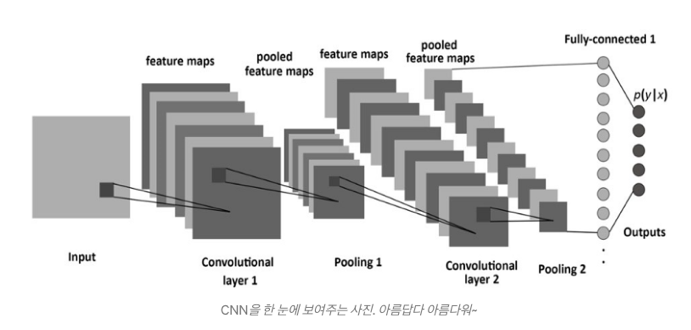 feature maps
pooled
feature maps
feature maps
pooled
feature maps
Fully-connected 1
p(y|x)
Input
Convolutional
layer 1
Pooling 1
Convolutional
layer 2
Pooling 2
Outputs
CNN을 한 눈에 보여주는 사진. 아름답다 아름다워~